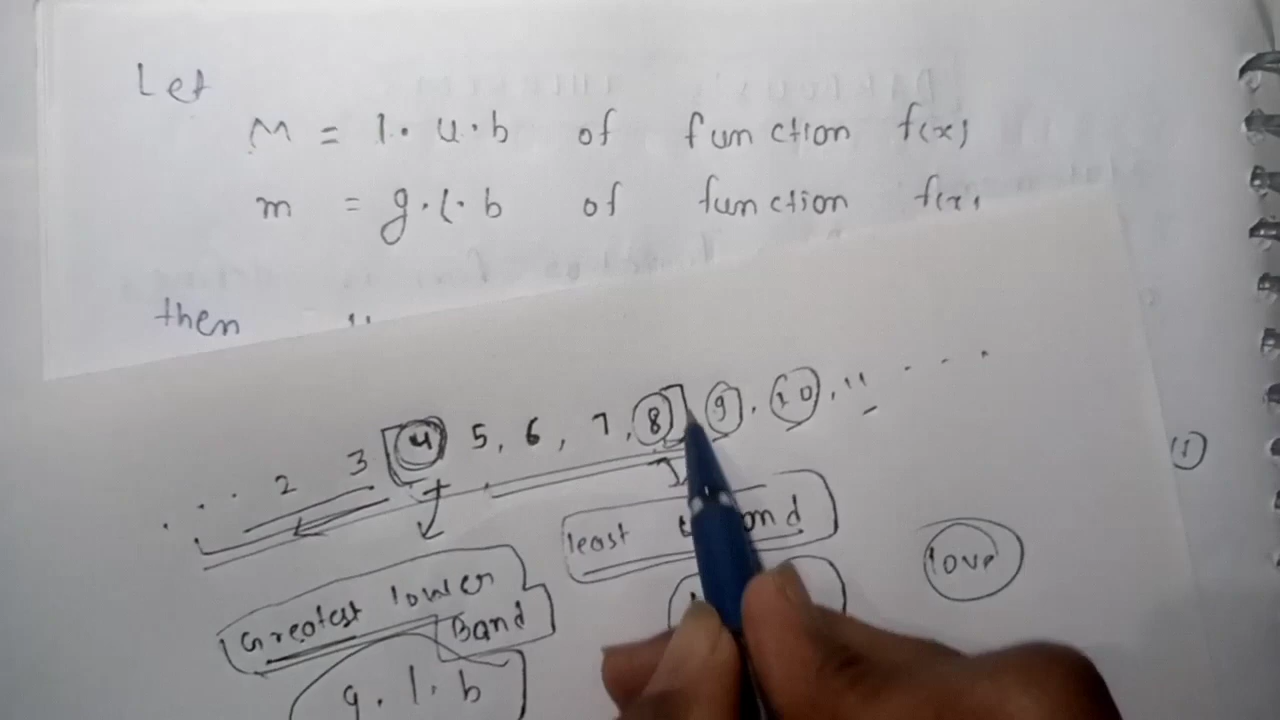 Let
M = l.u.b of function f(x)
m = g.l.b of function f(x)
then
... 2 3 4 5, 6, 7, 8 9, 10, 11 ...
(1)
least
Greatest lower
Band
love
g.l.b